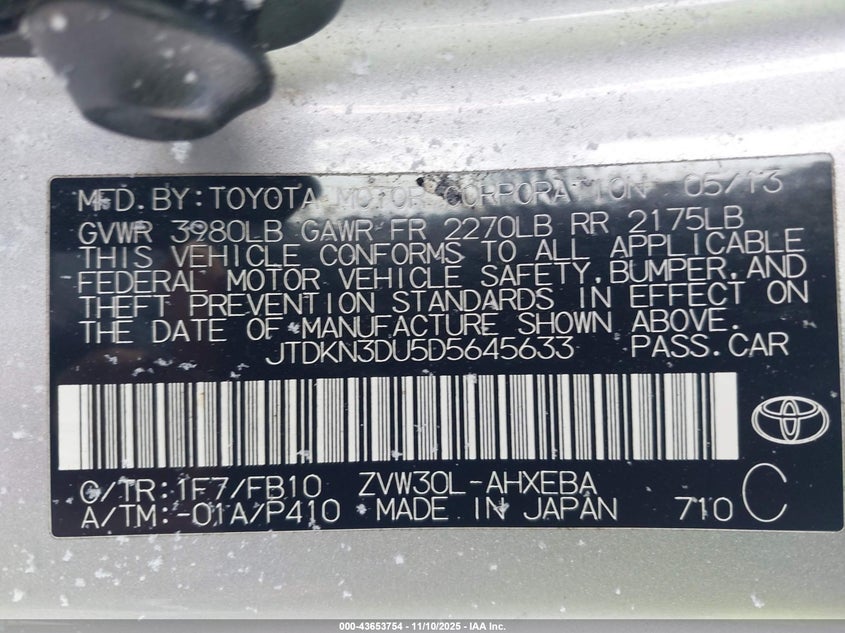 MFD. BY: TOYOTA MOTOR CORPORATION 05/13
GVWR 3980LB GAWR FR 2270LB RR 2175LB
THIS VEHICLE CONFORMS TO ALL APPLICABLE
FEDERAL MOTOR VEHICLE SAFETY, BUMPER, AND
THEFT PREVENTION STANDARDS IN EFFECT ON
THE DATE OF MANUFACTURE SHOWN ABOVE.
JTDKN3DU5D5645633 PASS. CAR
C/TR: 1F7/FB10 ZVW30L-AHXEBA
A/TM: -01A/P410 MADE IN JAPAN 710 C
000-43653754 - 11/10/2025 - IAA Inc.